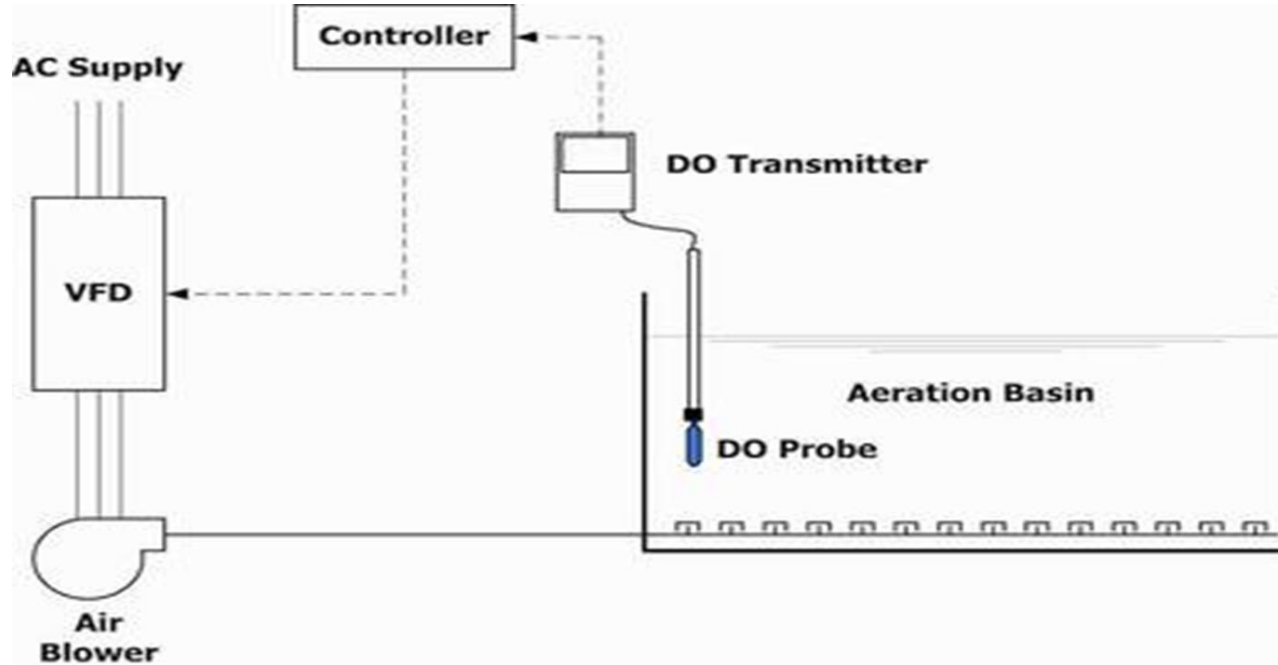 Controller
AC Supply
DO Transmitter
VFD
Aeration Basin
DO Probe
Air
Blower